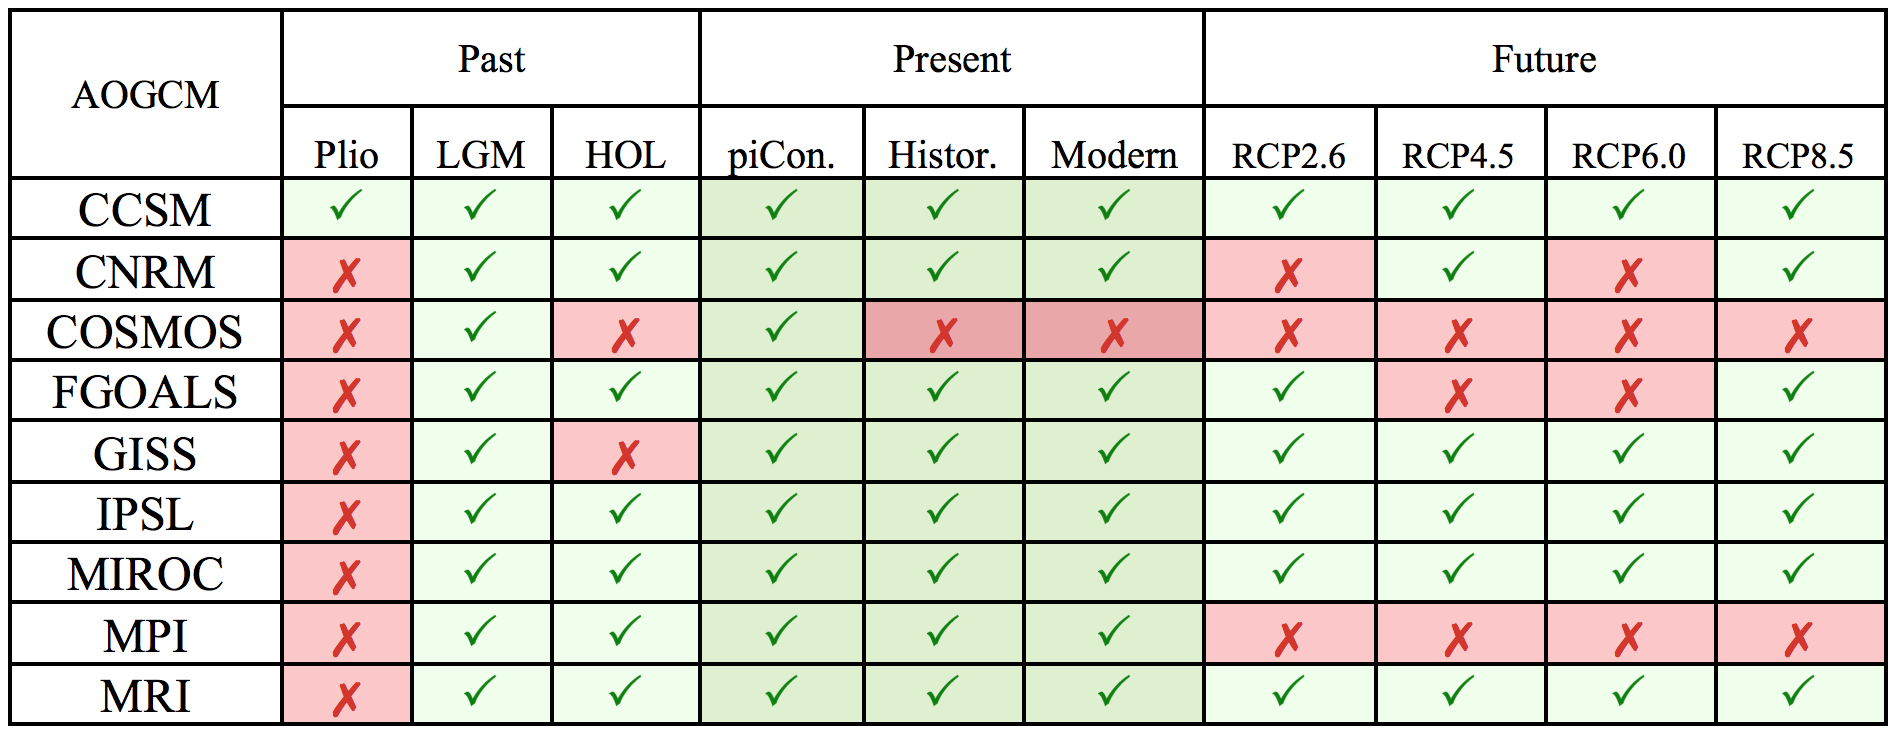 AOGCM Past Present Future
Plio LGM HOL piCon. Histor. Modern RCP2.6 RCP4.5 RCP6.0 RCP8.5
CCSM ✓ ✓ ✓ ✓ ✓ ✓ ✓ ✓ ✓ ✓
CNRM ✗ ✓ ✓ ✓ ✓ ✓ ✗ ✓ ✗ ✓
COSMOS ✗ ✓ ✗ ✓ ✗ ✗ ✗ ✗ ✗ ✗
FGOALS ✗ ✓ ✓ ✓ ✓ ✓ ✓ ✗ ✗ ✓
GISS ✗ ✓ ✗ ✓ ✓ ✓ ✓ ✓ ✓ ✓
IPSL ✗ ✓ ✓ ✓ ✓ ✓ ✓ ✓ ✓ ✓
MIROC ✗ ✓ ✓ ✓ ✓ ✓ ✓ ✓ ✓ ✓
MPI ✗ ✓ ✓ ✓ ✓ ✓ ✗ ✗ ✗ ✗
MRI ✗ ✓ ✓ ✓ ✓ ✓ ✓ ✓ ✓ ✓